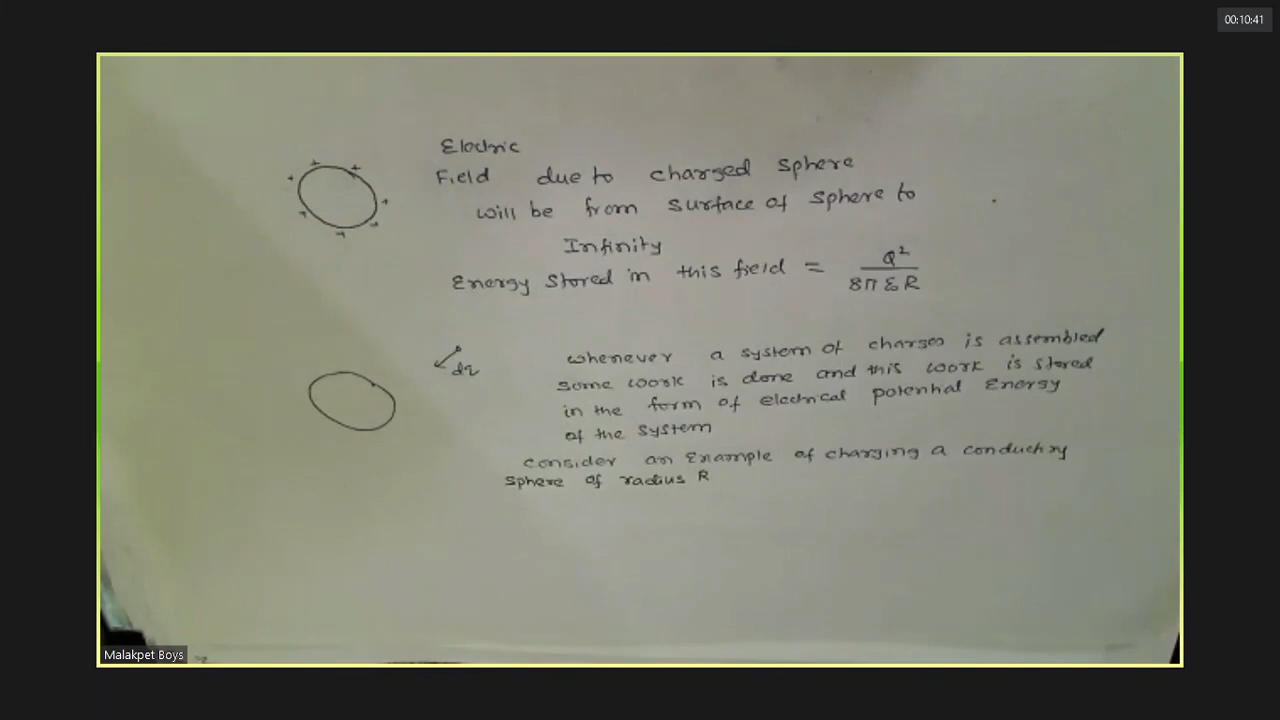 00:10:41
Electric
Field due to charged sphere
will be from surface of sphere to
Infinity
Energy stored in this field = Q² / 8πεR
dq
whenever a system of charges is assembled
some work is done and this work is stored
in the form of electrical potential Energy
of the system
consider an Example of charging a conducting
sphere of radius R
Malakpet Boys